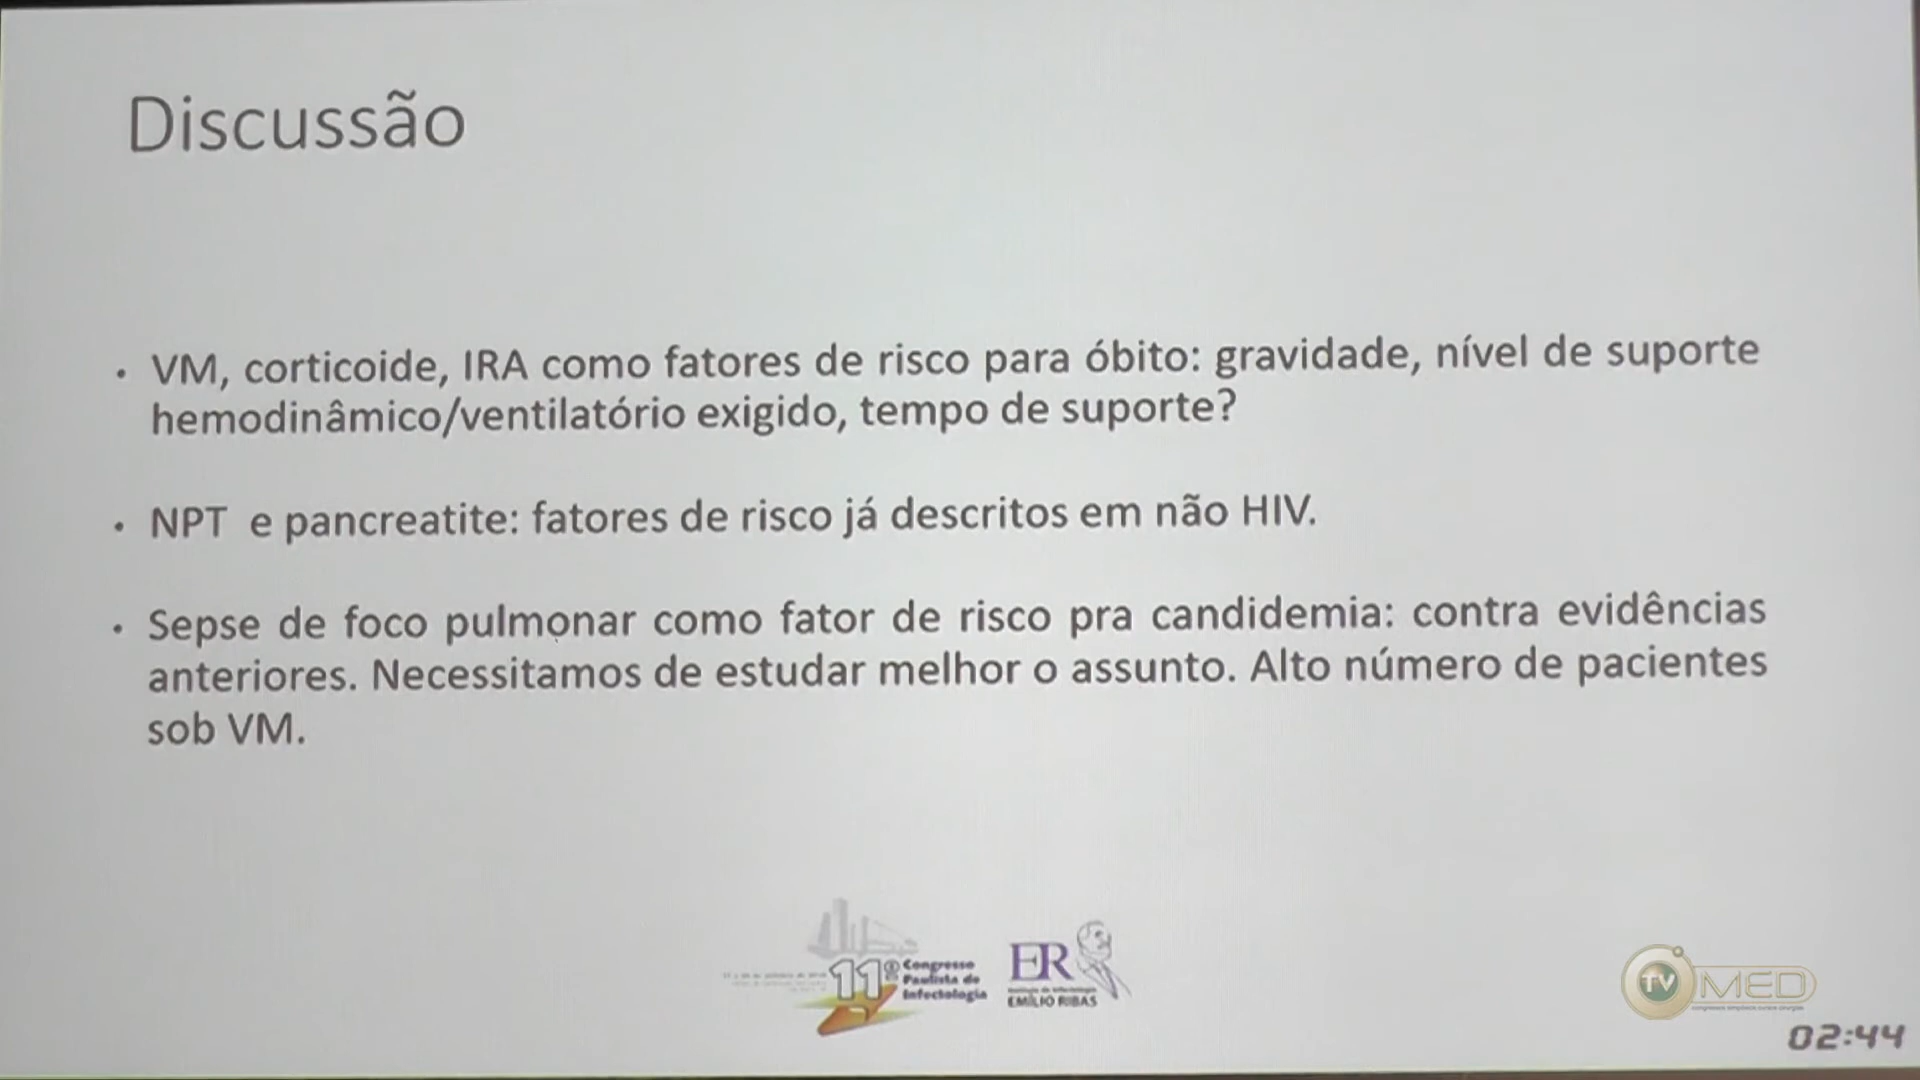 Discussão
• VM, corticoide, IRA como fatores de risco para óbito: gravidade, nível de suporte
hemodinâmico/ventilatório exigido, tempo de suporte?
• NPT e pancreatite: fatores de risco já descritos em não HIV.
• Sepse de foco pulmonar como fator de risco pra candidemia: contra evidências
anteriores. Necessitamos de estudar melhor o assunto. Alto número de pacientes
sob VM.
11º Congresso
Paulista de
Infectologia
ER
Instituto de Infectologia
EMÍLIO RIBAS
TV MED
02:44